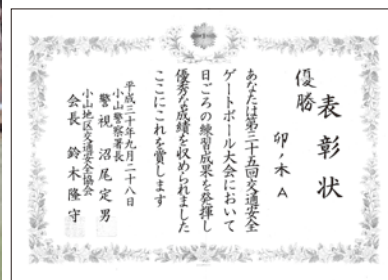 表彰状
優勝
卯ノ木A
あなたは第三十五回交通安全
ゲートボール大会において
日ごろの練習成果を発揮し
優秀な成績を収められました
ここにこれを賞します
平成三十年九月二十八日
小山警察署長
警視 沼尾定男
小山地区交通安全協会
会長 鈴木隆守